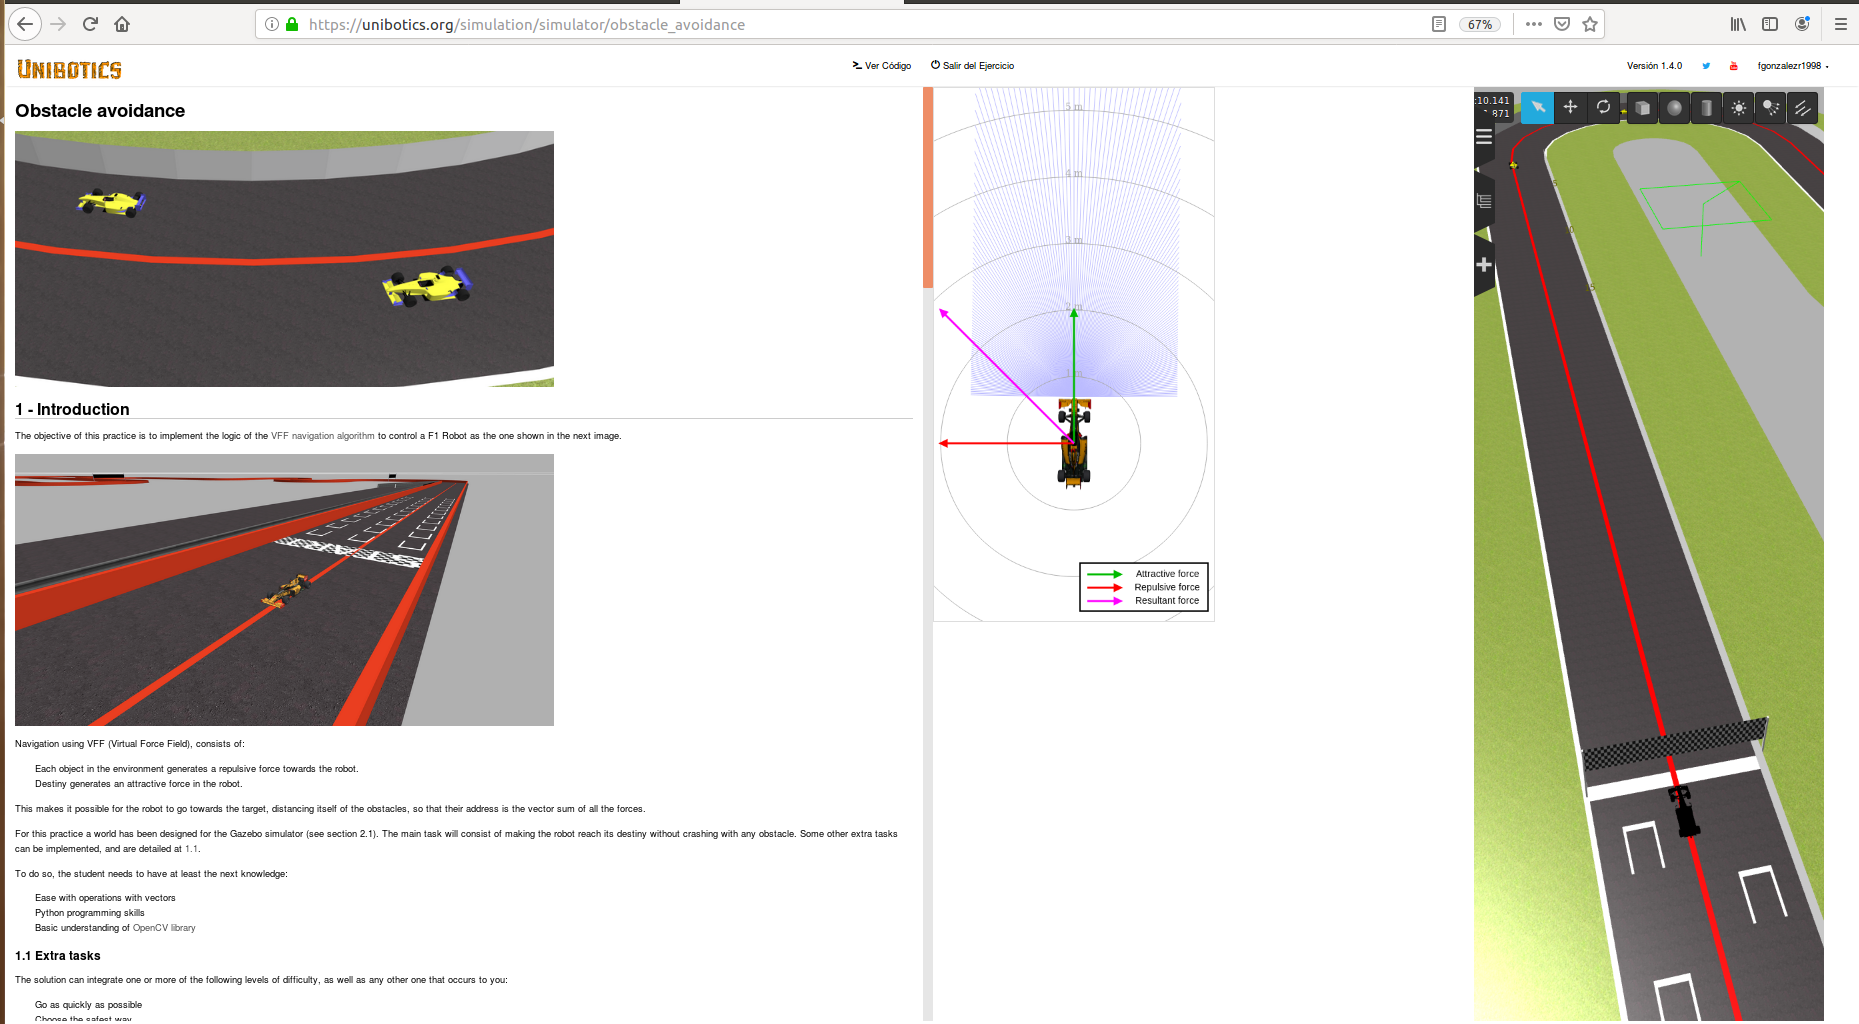 https://unibotics.org/simulation/simulator/obstacle_avoidance
67%
UNIBOTICS
Ver Código
Salir del Ejercicio
Versión 1.4.0
fgonzalezr1998
Obstacle avoidance
1 - Introduction
The objective of this practice is to implement the logic of the VFF navigation algorithm to control a F1 Robot as the one shown in the next image.
Navigation using VFF (Virtual Force Field), consists of:
Each object in the environment generates a repulsive force towards the robot.
Destiny generates an attractive force in the robot.
This makes it possible for the robot to go towards the target, distancing itself of the obstacles, so that their address is the vector sum of all the forces.
For this practice a world has been designed for the Gazebo simulator (see section 2.1). The main task will consist of making the robot reach its destiny without crashing with any obstacle. Some other extra tasks
can be implemented, and are detailed at 1.1.
To do so, the student needs to have at least the next knowledge:
Ease with operations with vectors
Python programming skills
Basic understanding of OpenCV library
1.1 Extra tasks
The solution can integrate one or more of the following levels of difficulty, as well as any other one that occurs to you:
Go as quickly as possible
Choose the safest way
5 m
4 m
3 m
2 m
1 m
Attractive force
Repulsive force
Resultant force
:10.141
871